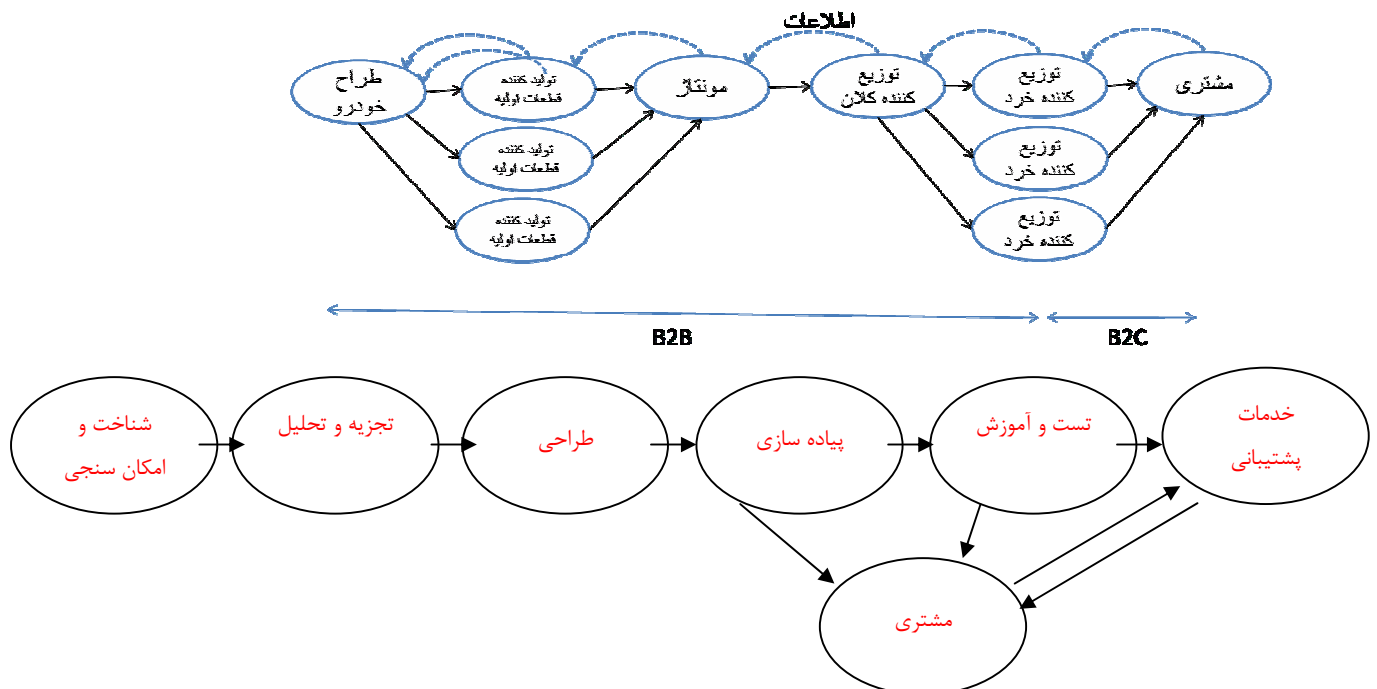 اطلاعات
طراح
خودرو
تولید کننده
قطعات اولیه
مونتاژ
توزیع
کننده کلان
توزیع
کننده خرد
مشتری
تولید کننده
قطعات اولیه
توزیع
کننده خرد
تولید کننده
قطعات اولیه
توزیع
کننده خرد
B2B
B2C
شناخت و
امکان سنجی
تجزیه و تحلیل
طراحی
پیاده سازی
تست و آموزش
خدمات
پشتیبانی
مشتری